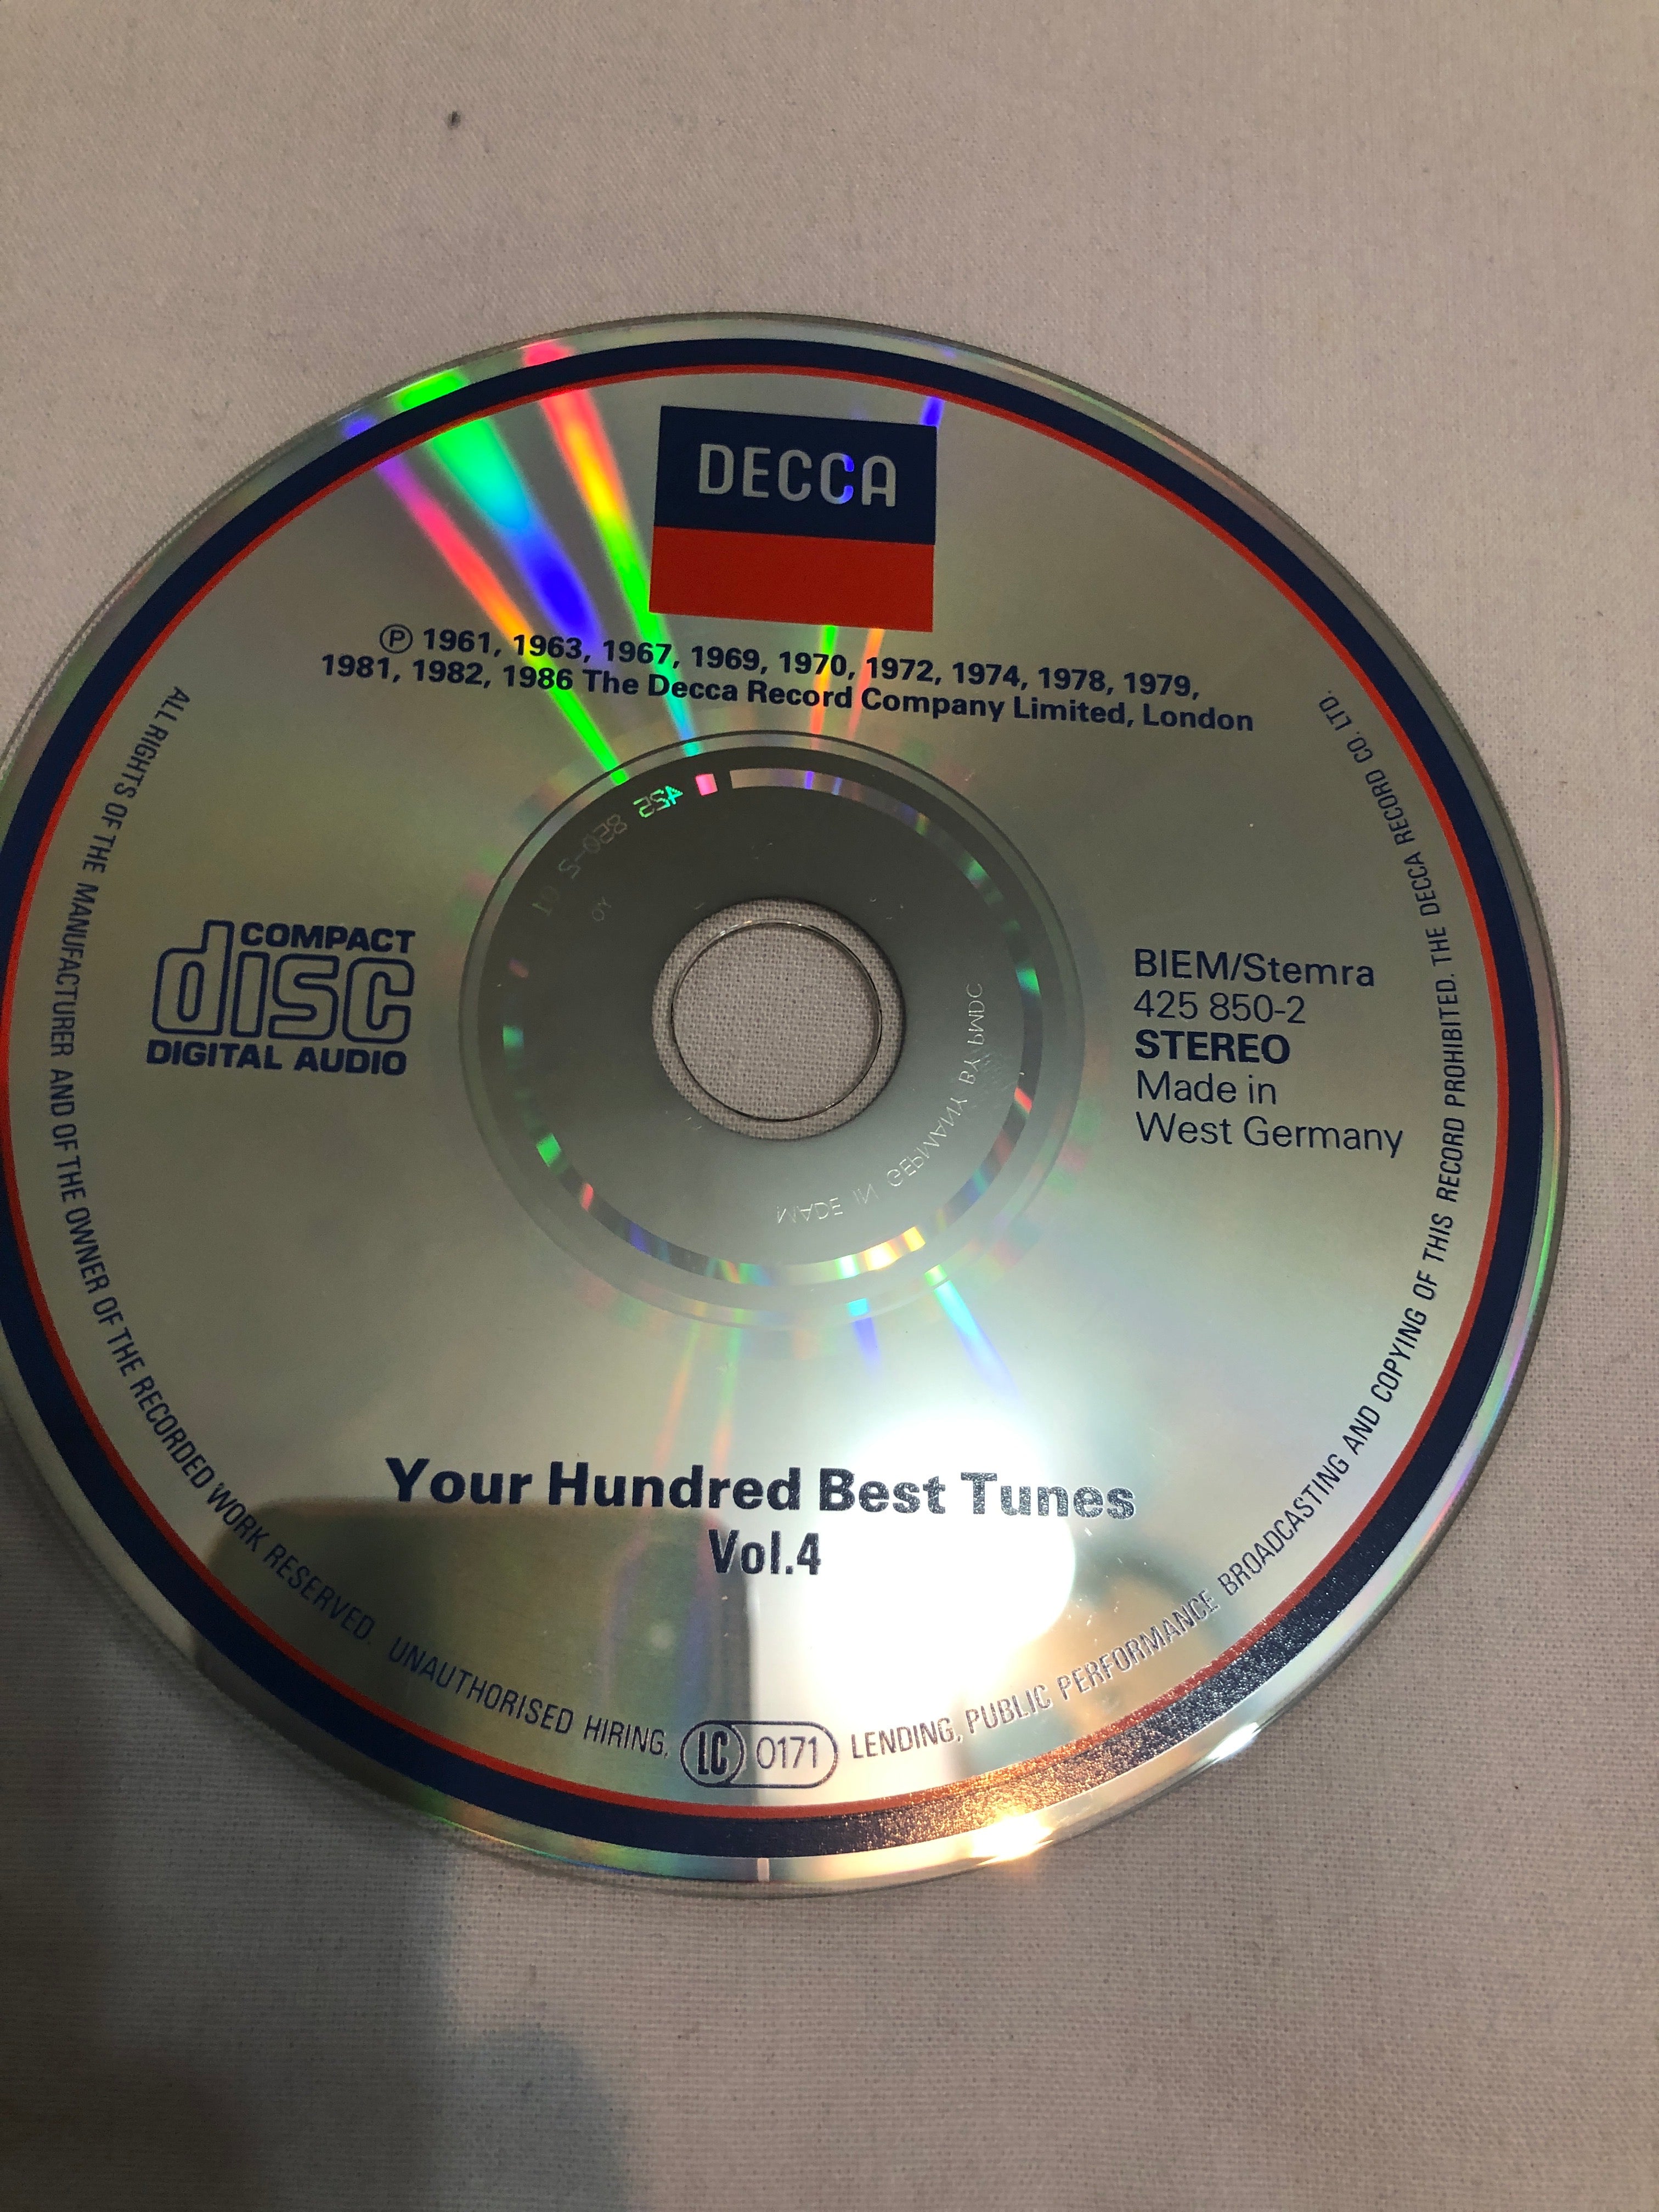 DECCA
℗ 1961, 1963, 1967, 1969, 1970, 1972, 1974, 1978, 1979,
1981, 1982, 1986 The Decca Record Company Limited, London
COMPACT
disc
DIGITAL AUDIO
BIEM/Stemra
425 850-2
STEREO
Made in
West Germany
MADE IN GERMANY BY PMDC
Your Hundred Best Tunes
Vol.4
ALL RIGHTS OF THE MANUFACTURER AND OF THE OWNER OF THE RECORDED WORK RESERVED. UNAUTHORISED HIRING, LENDING, PUBLIC PERFORMANCE BROADCASTING AND COPYING OF THIS RECORD PROHIBITED. THE DECCA RECORD CO. LTD.
LC 0171